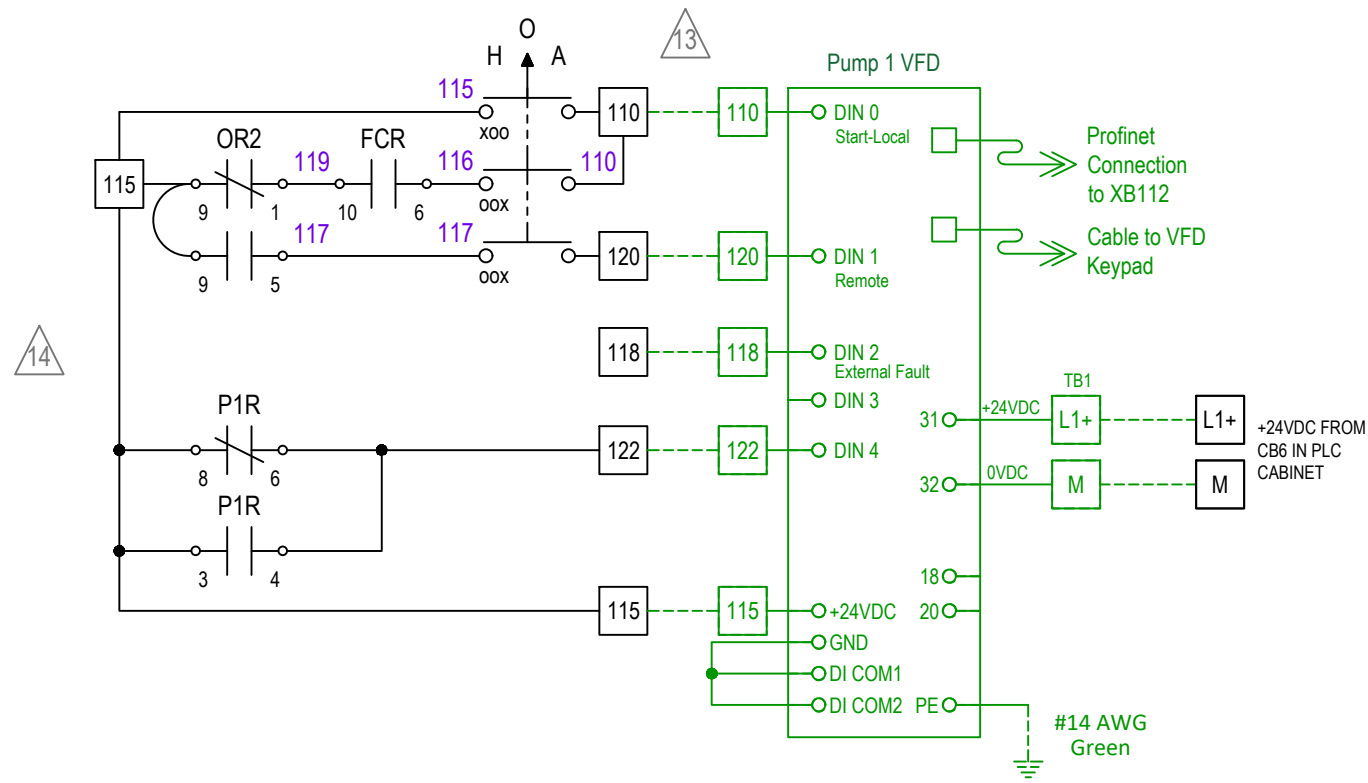 O
H A
13
Pump 1 VFD
115
xoo
110
110
DIN 0
Start-Local
Profinet
Connection
to XB112
OR2
119
FCR
116
110
115
9
1
10
6
oox
117
117
9
5
oox
120
120
DIN 1
Remote
Cable to VFD
Keypad
14
118
118
DIN 2
External Fault
DIN 3
P1R
8
6
122
122
DIN 4
TB1
31
+24VDC
L1+
L1+
+24VDC FROM
CB6 IN PLC
CABINET
32
0VDC
M
M
P1R
3
4
18
115
115
+24VDC
20
GND
DI COM1
DI COM2
PE
#14 AWG
Green